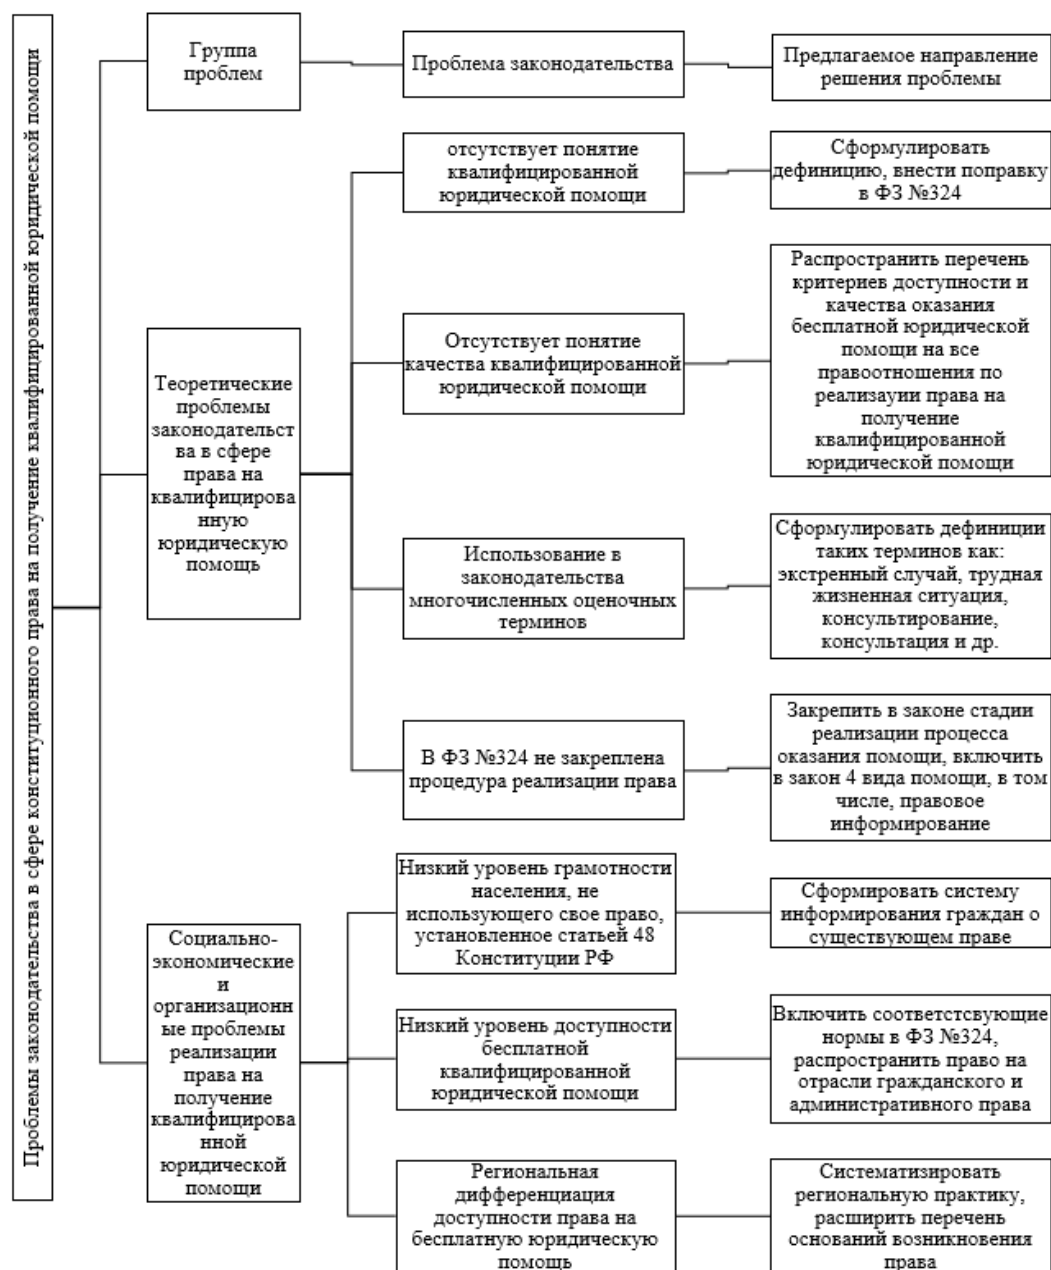 Проблемы законодательства в сфере конституционного права на получение квалифицированной юридической помощи
Группа
проблем
Проблема законодательства
Предлагаемое направление
решения проблемы
Теоретические
проблемы
законодательст
ва в сфере
права на
квалифицирова
нную
юридическую
помощь
отсутствует понятие
квалифицированной
юридической помощи
Сформулировать
дефиницию, внести поправку
в ФЗ №324
Отсутствует понятие
качества квалифицированной
юридической помощи
Распространить перечень
критериев доступности и
качества оказания
бесплатной юридической
помощи на все
правоотношения по
реализауии права на
получение
квалифицированной
юридической помощи
Использование в
законодательства
многочисленных оценочных
терминов
Сформулировать дефиниции
таких терминов как:
экстренный случай, трудная
жизненная ситуация,
консультирование,
консультация и др.
В ФЗ №324 не закреплена
процедура реализации права
Закрепить в законе стадии
реализации процесса
оказания помощи, включить
в закон 4 вида помощи, в том
числе, правовое
информирование
Социально-
экономические
и
организационн
ые проблемы
реализации
права на
получение
квалифицирова
нной
юридической
помощи
Низкий уровень грамотности
населения, не
использующего свое право,
установленное статьей 48
Конституции РФ
Сформировать систему
информирования граждан о
существующем праве
Низкий уровень доступности
бесплатной
квалифицированной
юридической помощи
Включить соответстсвующие
нормы в ФЗ №324,
распространить право на
отрасли гражданского и
административного права
Региональная
дифференциация
доступности права на
бесплатную юридическую
помощь
Систематизировать
региональную практику,
расширить перечень
оснований возникновения
права